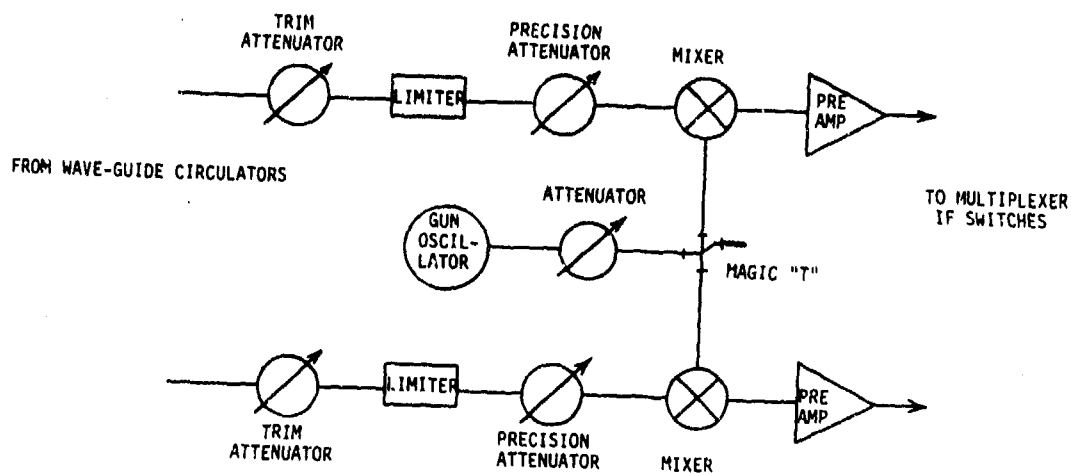 TRIM
ATTENUATOR
PRECISION
ATTENUATOR
MIXER
LIMITER
PRE
AMP
FROM WAVE-GUIDE CIRCULATORS
ATTENUATOR
TO MULTIPLEXER
IF SWITCHES
GUN
OSCIL-
LATOR
MAGIC "T"
LIMITER
PRE
AMP
TRIM
ATTENUATOR
PRECISION
ATTENUATOR
MIXER